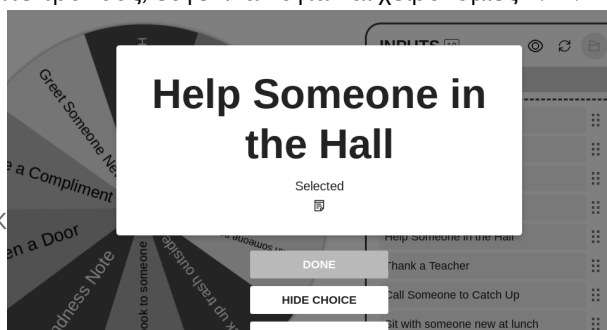 INPUTS 10
Greet Someone Ne
e a Compliment
en a Door
dness Note
ook to someone
k up trash outside
Help Someone in
the Hall
Selected
DONE
HIDE CHOICE
Help Someone in the Hall
Thank a Teacher
Call Someone to Catch Up
Sit with someone new at lunch